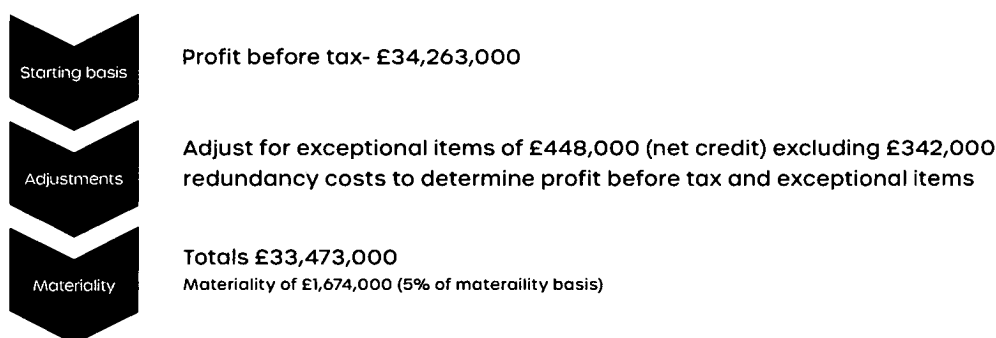 Starting basis
Profit before tax- £34,263,000
Adjustments
Adjust for exceptional items of £448,000 (net credit) excluding £342,000
redundancy costs to determine profit before tax and exceptional items
Materiality
Totals £33,473,000
Materiality of £1,674,000 (5% of materaility basis)